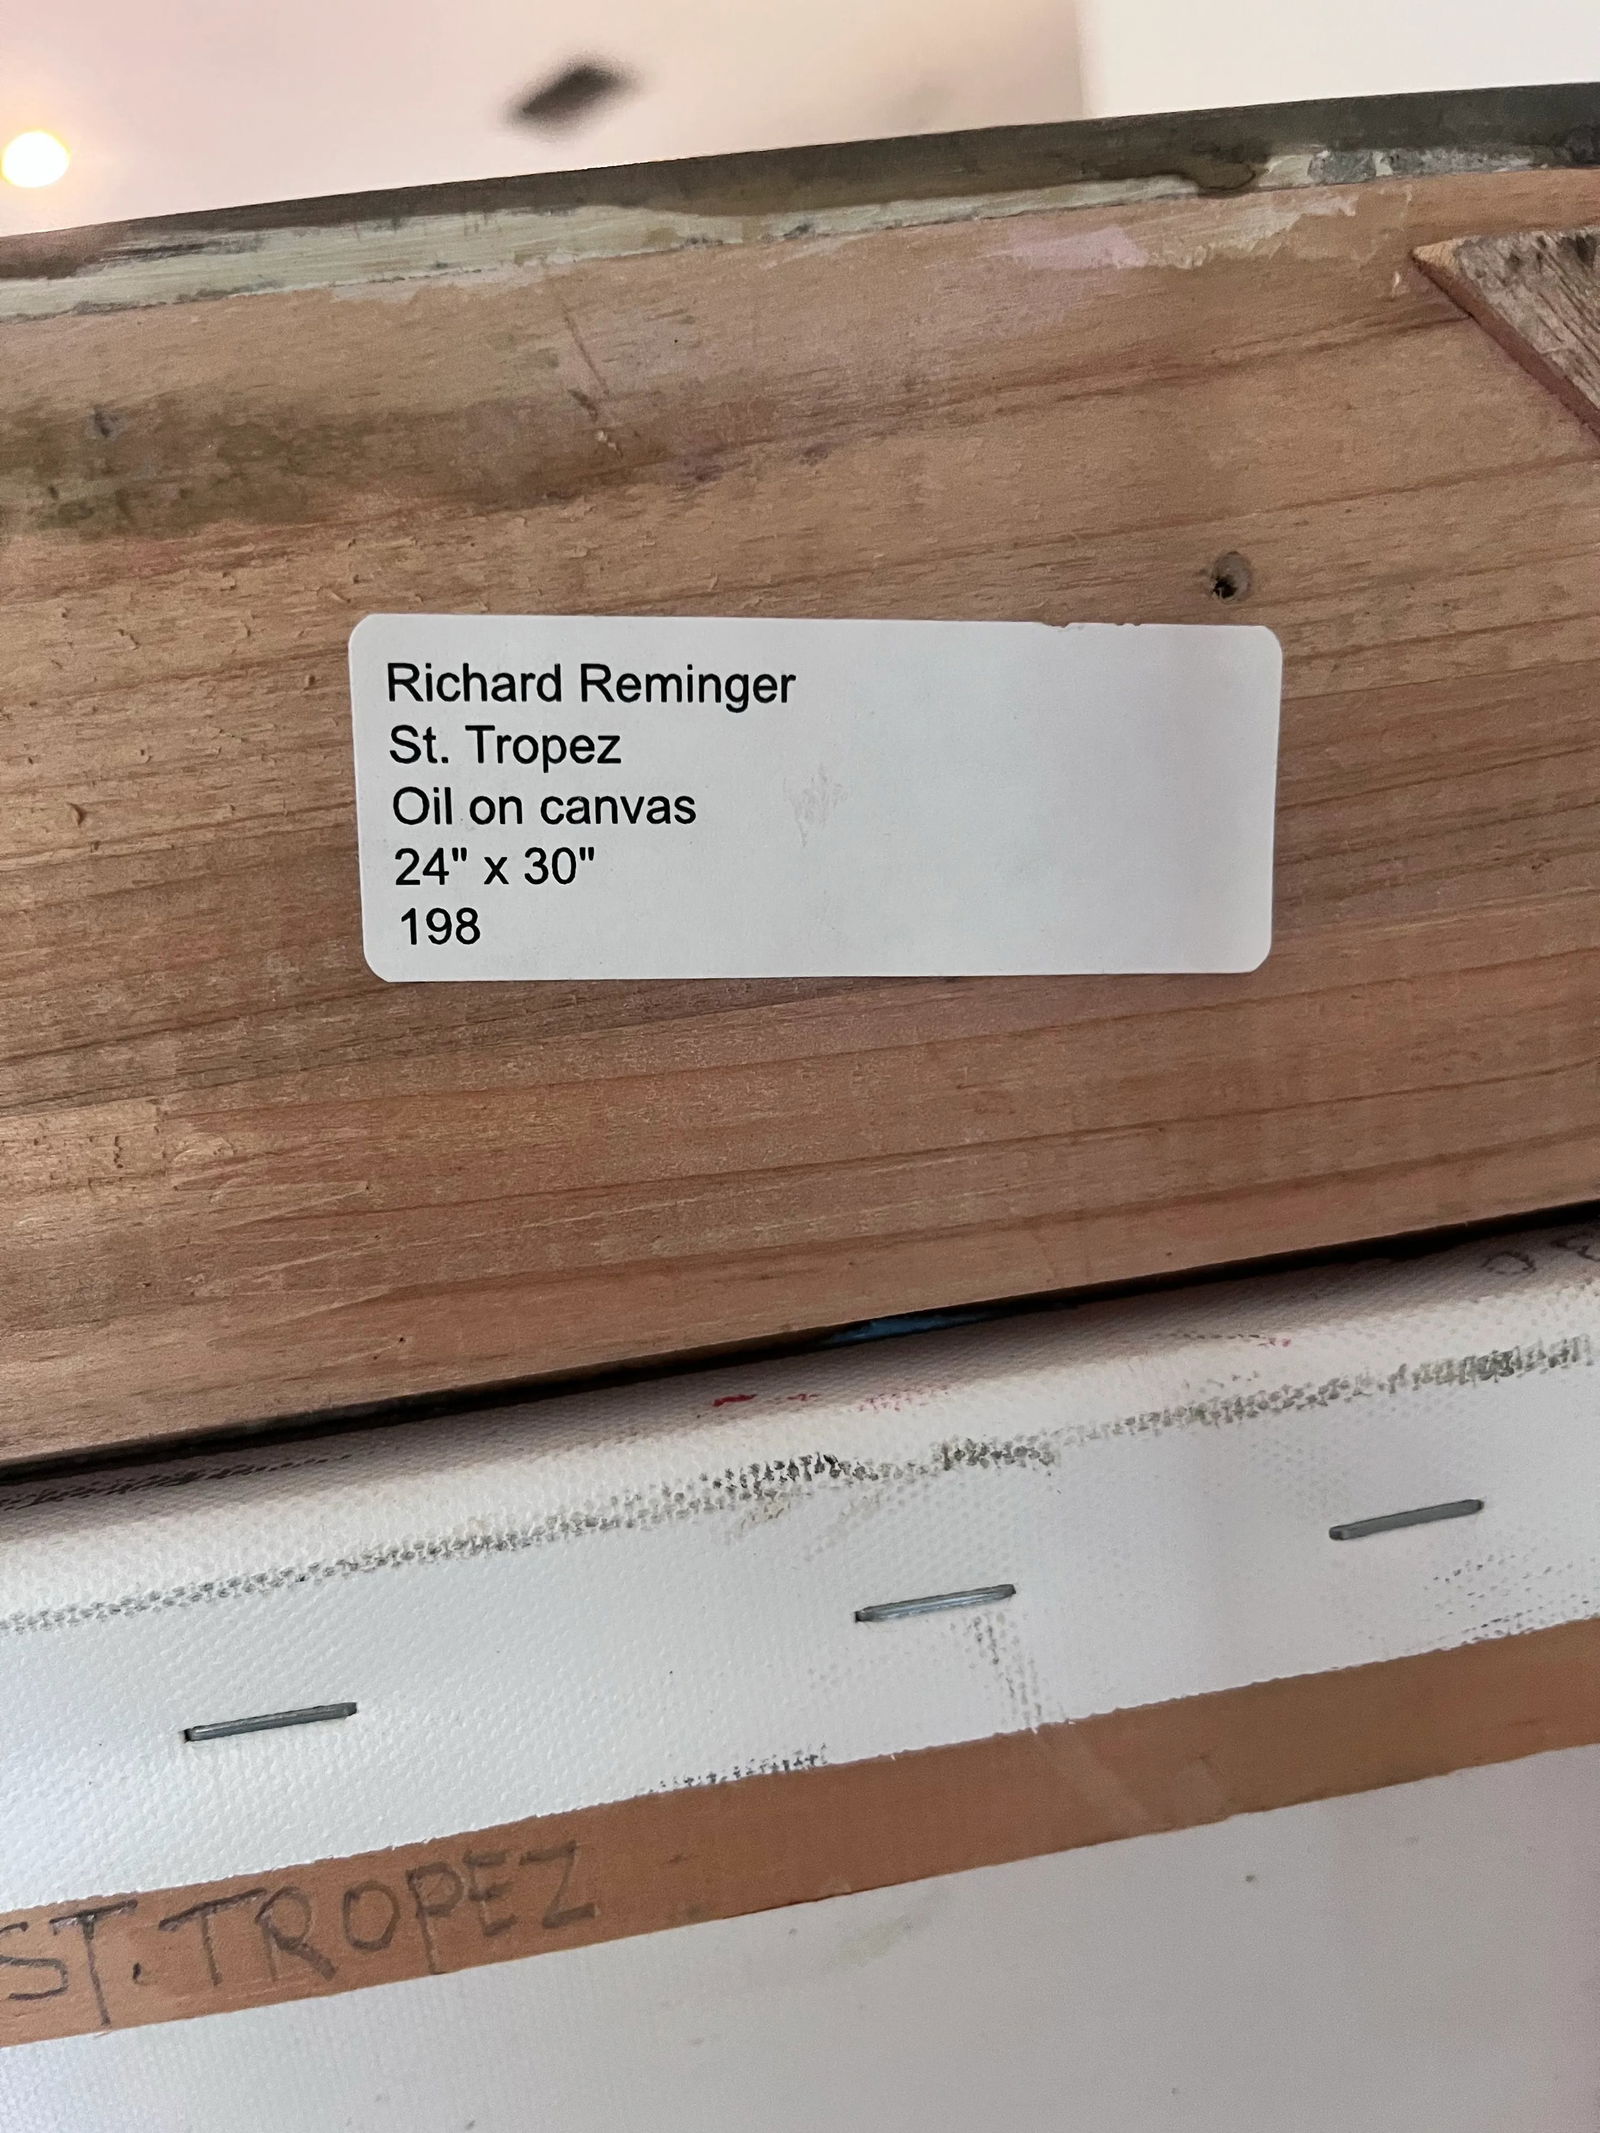 Richard Reminger
St. Tropez
Oil on canvas
24" x 30"
198
ST. TROPEZ